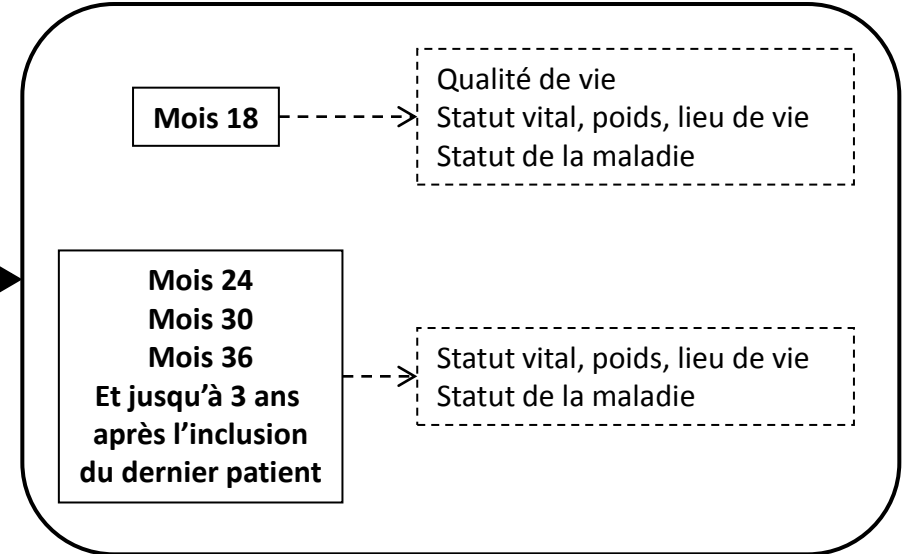 Mois 18
Qualité de vie
Statut vital, poids, lieu de vie
Statut de la maladie
Mois 24
Mois 30
Mois 36
Et jusqu'à 3 ans
après l'inclusion
du dernier patient
Statut vital, poids, lieu de vie
Statut de la maladie